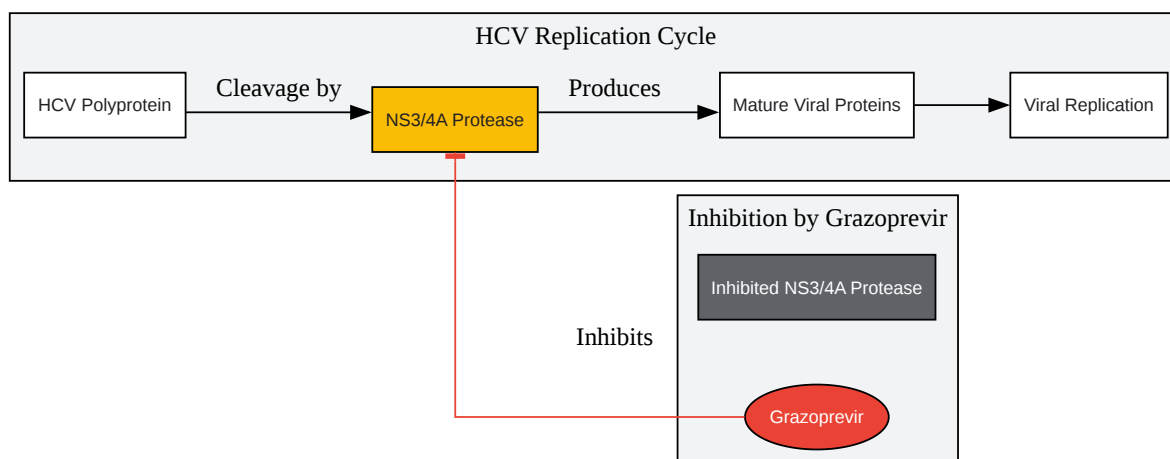 HCV Replication Cycle
HCV Polyprotein
Cleavage by
NS3/4A Protease
Produces
Mature Viral Proteins
Viral Replication
Inhibition by Grazoprevir
Inhibited NS3/4A Protease
Inhibits
Grazoprevir